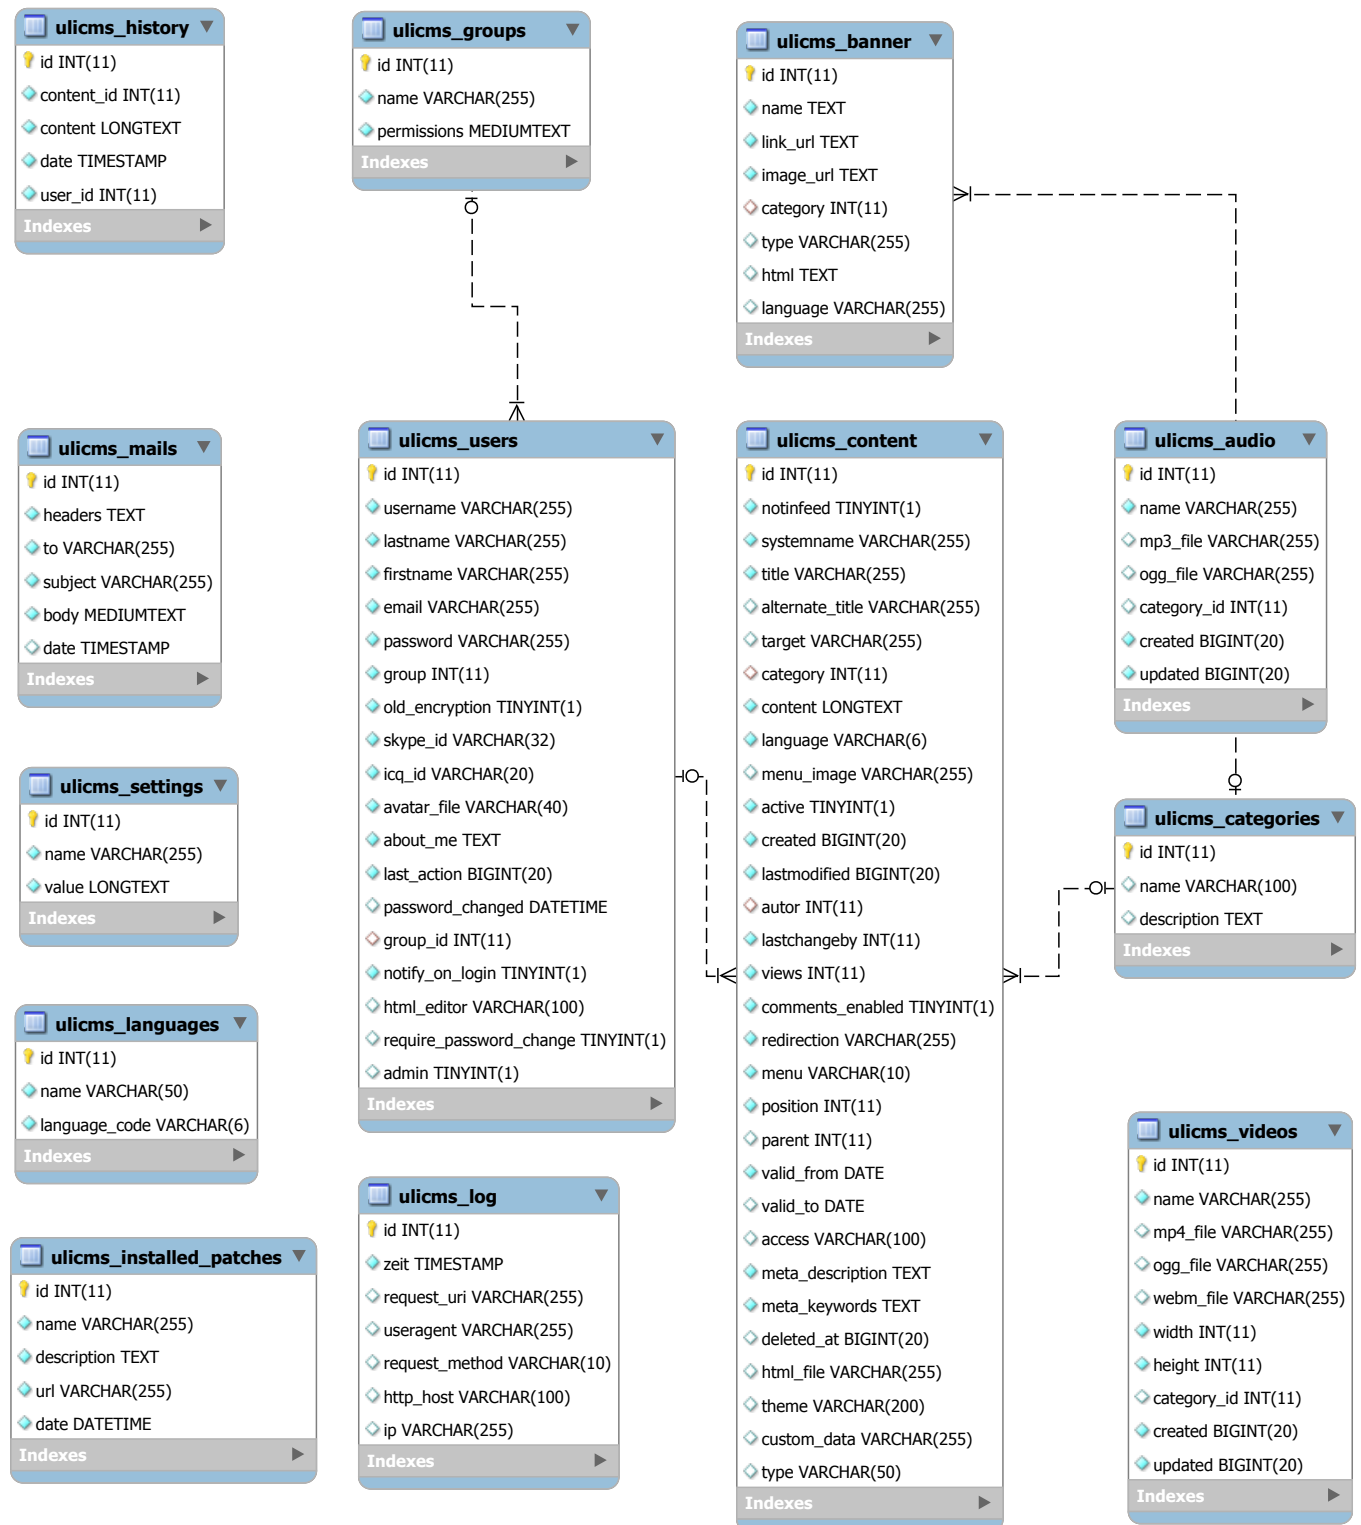 ulicms_history
id INT(11)
content_id INT(11)
content LONGTEXT
date TIMESTAMP
user_id INT(11)
Indexes
ulicms_groups
id INT(11)
name VARCHAR(255)
permissions MEDIUMTEXT
Indexes
ulicms_banner
id INT(11)
name TEXT
link_url TEXT
image_url TEXT
category INT(11)
type VARCHAR(255)
html TEXT
language VARCHAR(255)
Indexes
ulicms_mails
id INT(11)
headers TEXT
to VARCHAR(255)
subject VARCHAR(255)
body MEDIUMTEXT
date TIMESTAMP
Indexes
ulicms_users
id INT(11)
username VARCHAR(255)
lastname VARCHAR(255)
firstname VARCHAR(255)
email VARCHAR(255)
password VARCHAR(255)
group INT(11)
old_encryption TINYINT(1)
skype_id VARCHAR(32)
icq_id VARCHAR(20)
avatar_file VARCHAR(40)
about_me TEXT
last_action BIGINT(20)
password_changed DATETIME
group_id INT(11)
notify_on_login TINYINT(1)
html_editor VARCHAR(100)
require_password_change TINYINT(1)
admin TINYINT(1)
Indexes
ulicms_content
id INT(11)
notinfeed TINYINT(1)
systemname VARCHAR(255)
title VARCHAR(255)
alternate_title VARCHAR(255)
target VARCHAR(255)
category INT(11)
content LONGTEXT
language VARCHAR(6)
menu_image VARCHAR(255)
active TINYINT(1)
created BIGINT(20)
lastmodified BIGINT(20)
autor INT(11)
lastchangeby INT(11)
views INT(11)
comments_enabled TINYINT(1)
redirection VARCHAR(255)
menu VARCHAR(10)
position INT(11)
parent INT(11)
valid_from DATE
valid_to DATE
access VARCHAR(100)
meta_description TEXT
meta_keywords TEXT
deleted_at BIGINT(20)
html_file VARCHAR(255)
theme VARCHAR(200)
custom_data VARCHAR(255)
type VARCHAR(50)
Indexes
ulicms_audio
id INT(11)
name VARCHAR(255)
mp3_file VARCHAR(255)
ogg_file VARCHAR(255)
category_id INT(11)
created BIGINT(20)
updated BIGINT(20)
Indexes
ulicms_settings
id INT(11)
name VARCHAR(255)
value LONGTEXT
Indexes
ulicms_categories
id INT(11)
name VARCHAR(100)
description TEXT
Indexes
ulicms_languages
id INT(11)
name VARCHAR(50)
language_code VARCHAR(6)
Indexes
ulicms_videos
id INT(11)
name VARCHAR(255)
mp4_file VARCHAR(255)
ogg_file VARCHAR(255)
webm_file VARCHAR(255)
width INT(11)
height INT(11)
category_id INT(11)
created BIGINT(20)
updated BIGINT(20)
Indexes
ulicms_log
id INT(11)
zeit TIMESTAMP
request_uri VARCHAR(255)
useragent VARCHAR(255)
request_method VARCHAR(10)
http_host VARCHAR(100)
ip VARCHAR(255)
Indexes
ulicms_installed_patches
id INT(11)
name VARCHAR(255)
description TEXT
url VARCHAR(255)
date DATETIME
Indexes